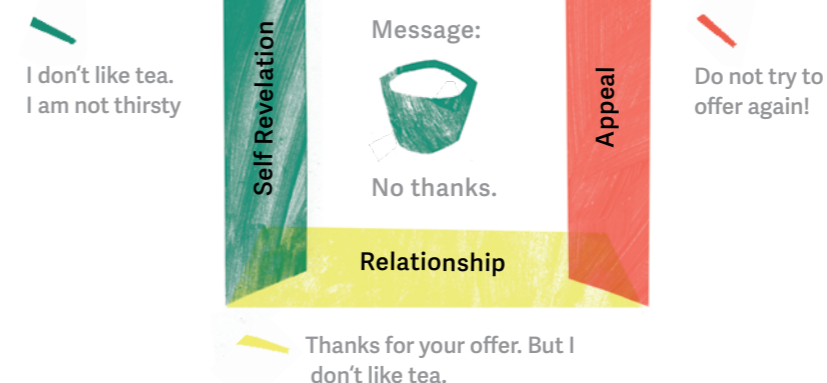 I don't like tea.
I am not thirsty
Self Revelation
Message:
No thanks.
Appeal
Do not try to
offer again!
Relationship
Thanks for your offer. But I
don't like tea.